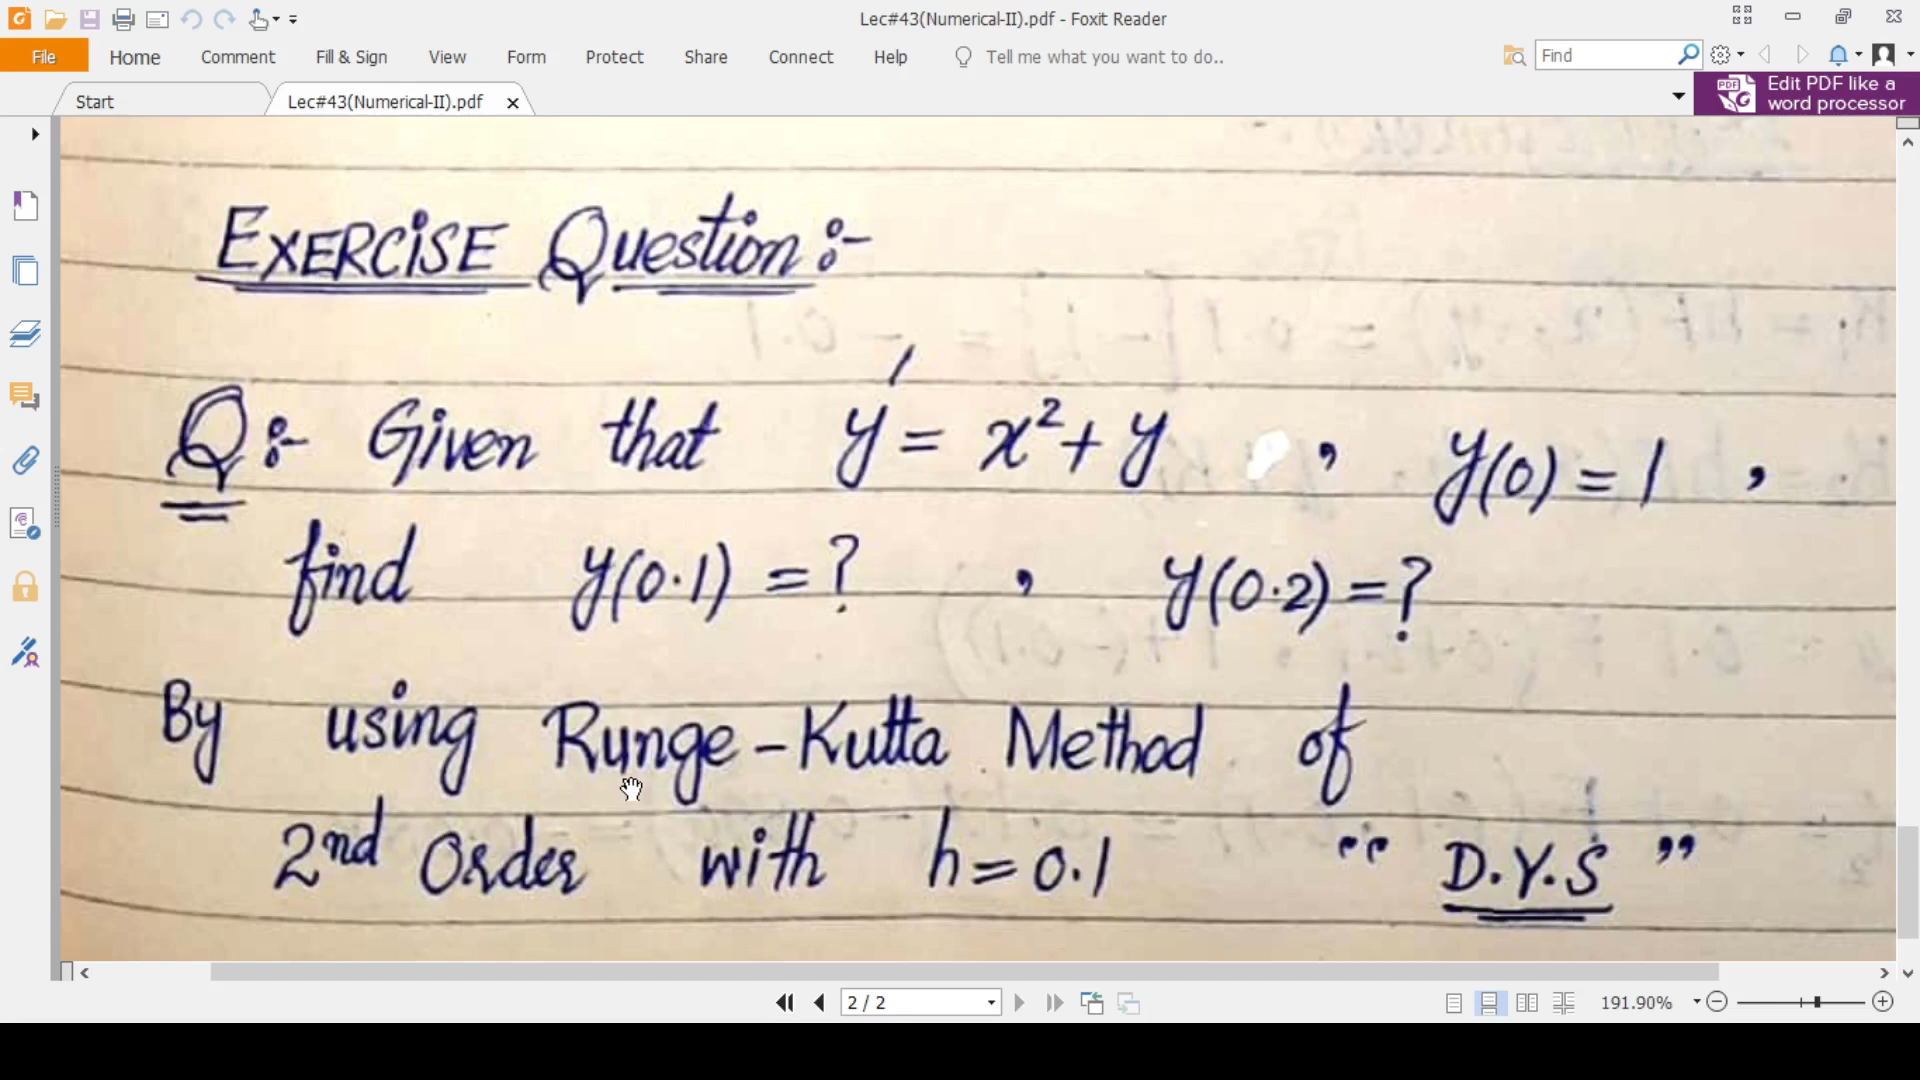 Lec#43(Numerical-II).pdf - Foxit Reader
File Home Comment Fill & Sign View Form Protect Share Connect Help Tell me what you want to do.. Find
Start Lec#43(Numerical-II).pdf Edit PDF like a
word processor
EXERCISE Question:-
Q:- Given that y' = x²+ y , y(0) = 1 ,
find y(0.1) = ? , y(0.2) = ?
By using Runge-Kutta Method of
2nd Order with h = 0.1 " D.Y.S "
2 / 2 191.90%